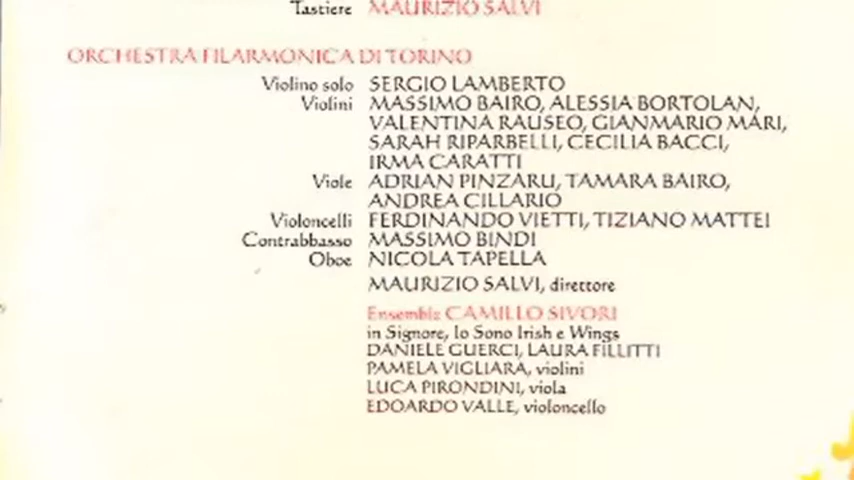 Tastiere MAURIZIO SALVI
ORCHESTRA FILARMONICA DI TORINO
Violino solo SERGIO LAMBERTO
Violini MASSIMO BAIRO, ALESSIA BORTOLAN,
VALENTINA RAUSEO, GIANMARIO MARI,
SARAH RIPARBELLI, CECILIA BACCI,
IRMA CARATTI
Viole ADRIAN PINZARU, TAMARA BAIRO,
ANDREA CILLARIO
Violoncelli FERDINANDO VIETTI, TIZIANO MATTEI
Contrabbasso MASSIMO BINDI
Oboe NICOLA TAPELLA
MAURIZIO SALVI, direttore
Ensemble CAMILLO SIVORI
in Signore, Io Sono Irish e Wings
DANIELE GUERCI, LAURA FILLITTI
PAMELA VIGLIARA, violini
LUCA PIRONDINI, viola
EDOARDO VALLE, violoncello